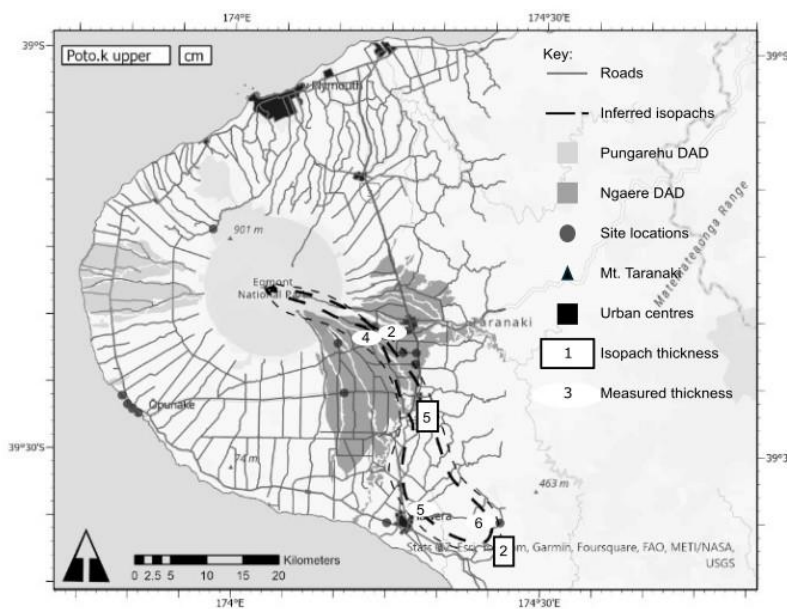 174°E
174°30'E
39°S
39°S
Poto.k upper
cm
Key:
Roads
Inferred isopachs
Pungarehu DAD
Ngaere DAD
Site locations
Mt. Taranaki
Urban centres
1 Isopach thickness
3 Measured thickness
Plymouth
901 m
Egmont
National Park
Taranaki
Matemateaonga Range
4
2
5
Opunake
39°30'S
74 m
463 m
5
6
2
Kilometers
0 2.5 5 10 15 20
Garmin, Foursquare, FAO, METI/NASA,
USGS
174°E
174°30'E